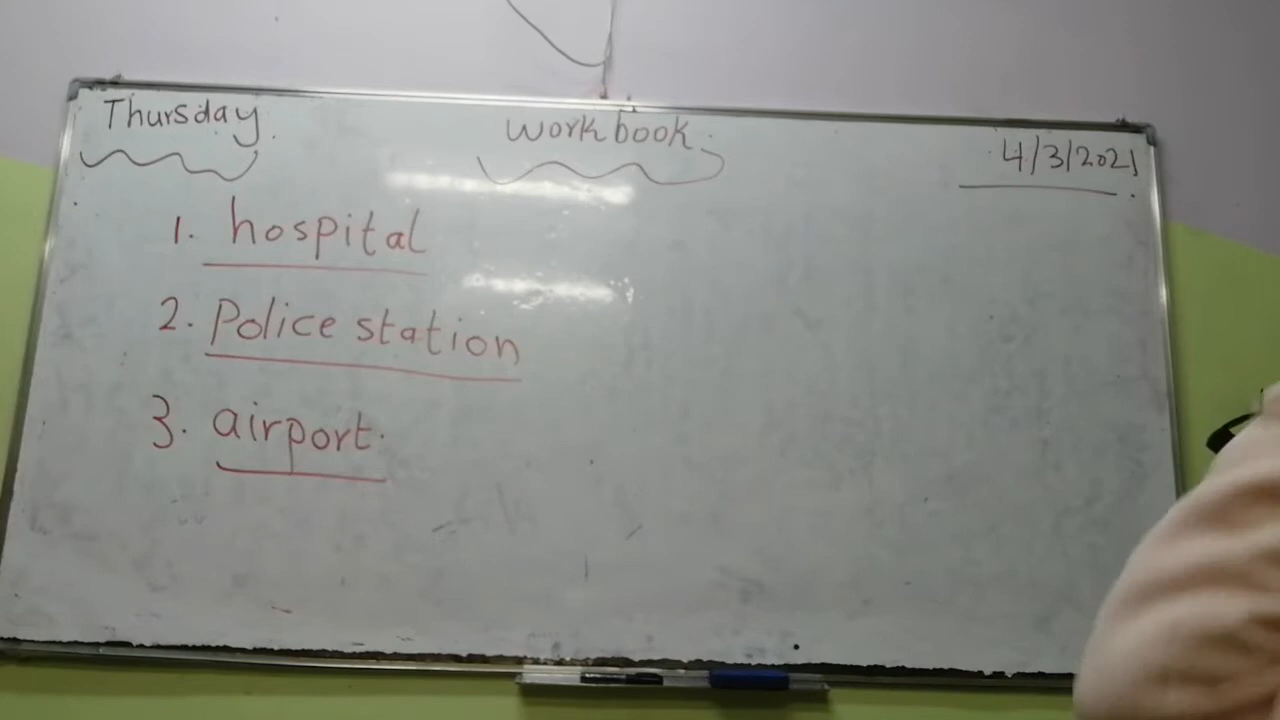 Thursday.
workbook.
4/3/2021
1. hospital
2. Police station
3. airport.